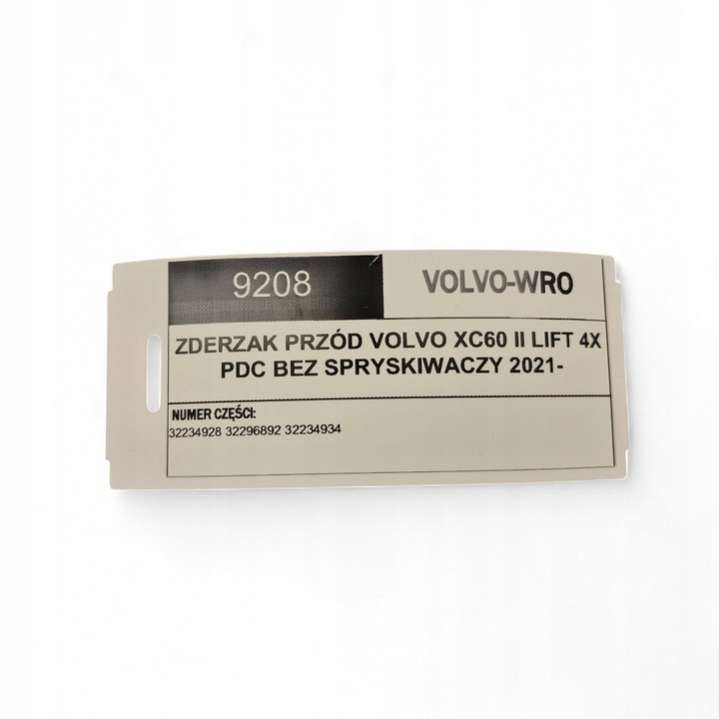 9208 VOLVO-WRO
ZDERZAK PRZÓD VOLVO XC60 II LIFT 4X
PDC BEZ SPRYSKIWACZY 2021-
NUMER CZĘŚCI:
32234928 32296892 32234934